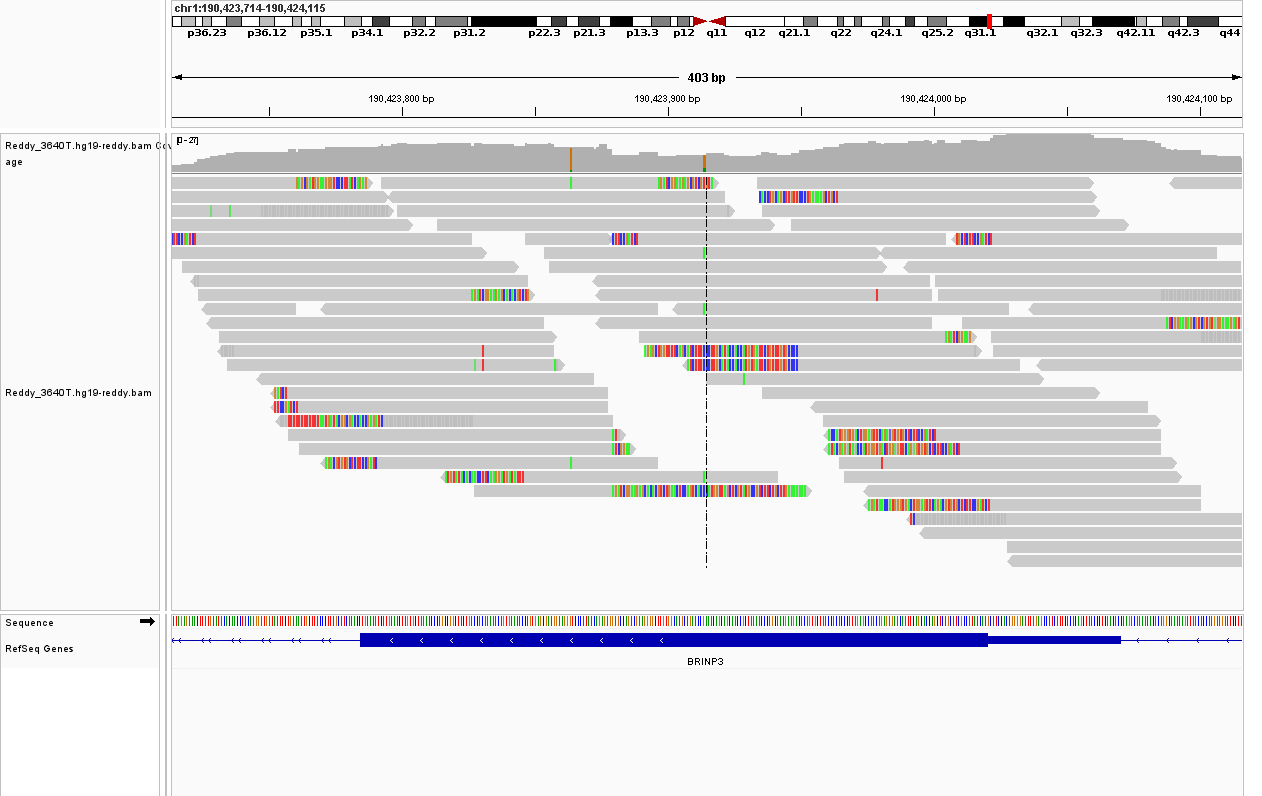 chr1:190,423,714-190,424,115
p36.23 p36.12 p35.1 p34.1 p32.2 p31.2 p22.3 p21.3 p13.3 p12 q11 q12 q21.1 q22 q24.1 q25.2 q31.1 q32.1 q32.3 q42.11 q42.3 q44
403 bp
190,423,800 bp 190,423,900 bp 190,424,000 bp 190,424,100 bp
[0 - 27]
Reddy_3640T.hg19-reddy.bam Cov
age
Reddy_3640T.hg19-reddy.bam
Sequence
RefSeq Genes
BRINP3